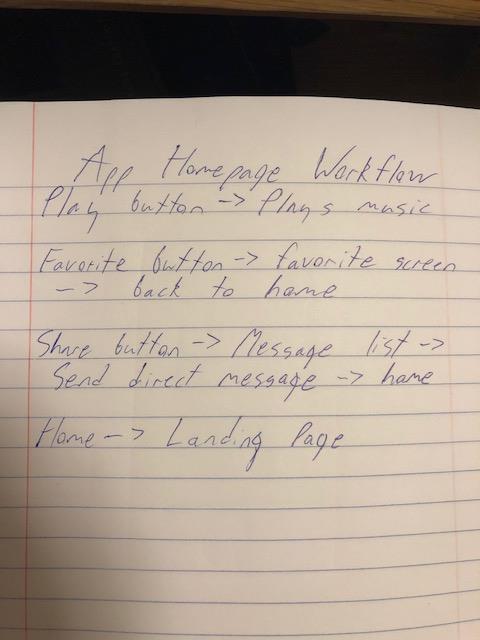 App Homepage Workflow
Play button -> Plays music
Favorite button -> favorite screen
-> back to home
Share button -> Message list ->
Send direct message -> home
Home -> Landing Page